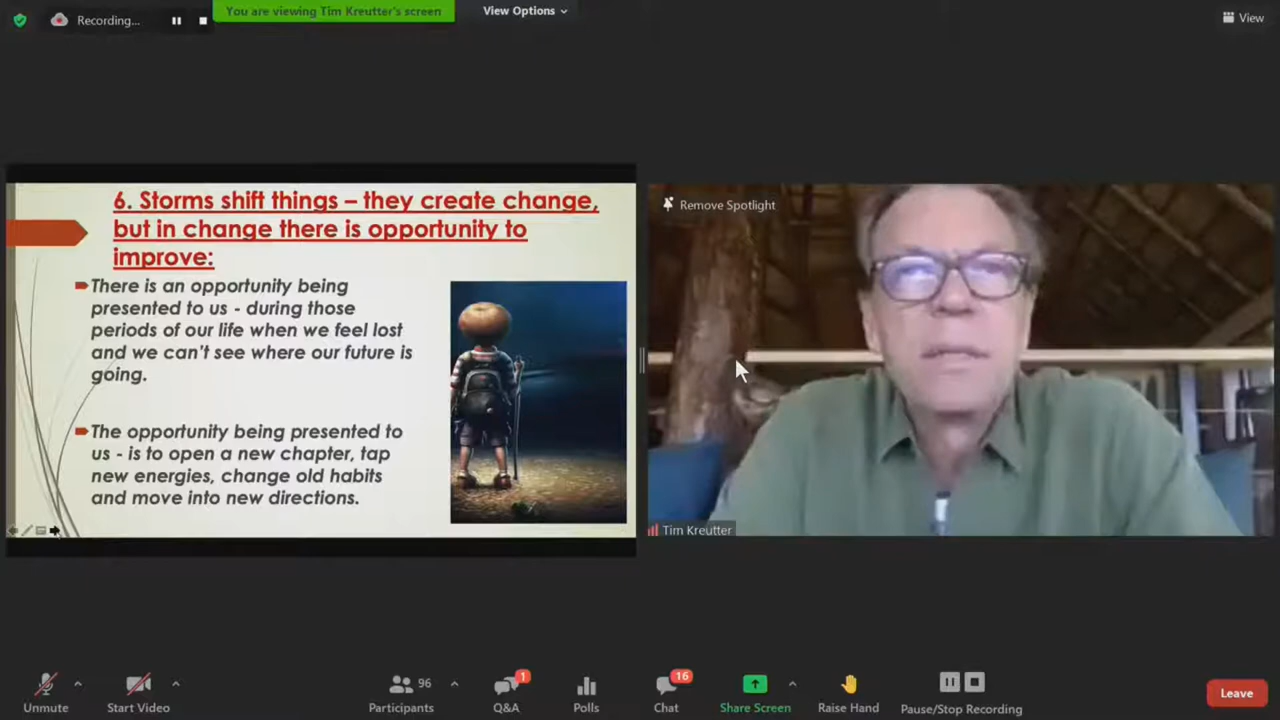 Recording...
You are viewing Tim Kreutter's screen
View Options
View
6. Storms shift things – they create change,
but in change there is opportunity to
improve:
There is an opportunity being
presented to us - during those
periods of our life when we feel lost
and we can't see where our future is
going.
The opportunity being presented to
us - is to open a new chapter, tap
new energies, change old habits
and move into new directions.
Remove Spotlight
Tim Kreutter
Unmute
Start Video
96
Participants
1
Q&A
Polls
16
Chat
Share Screen
Raise Hand
Pause/Stop Recording
Leave